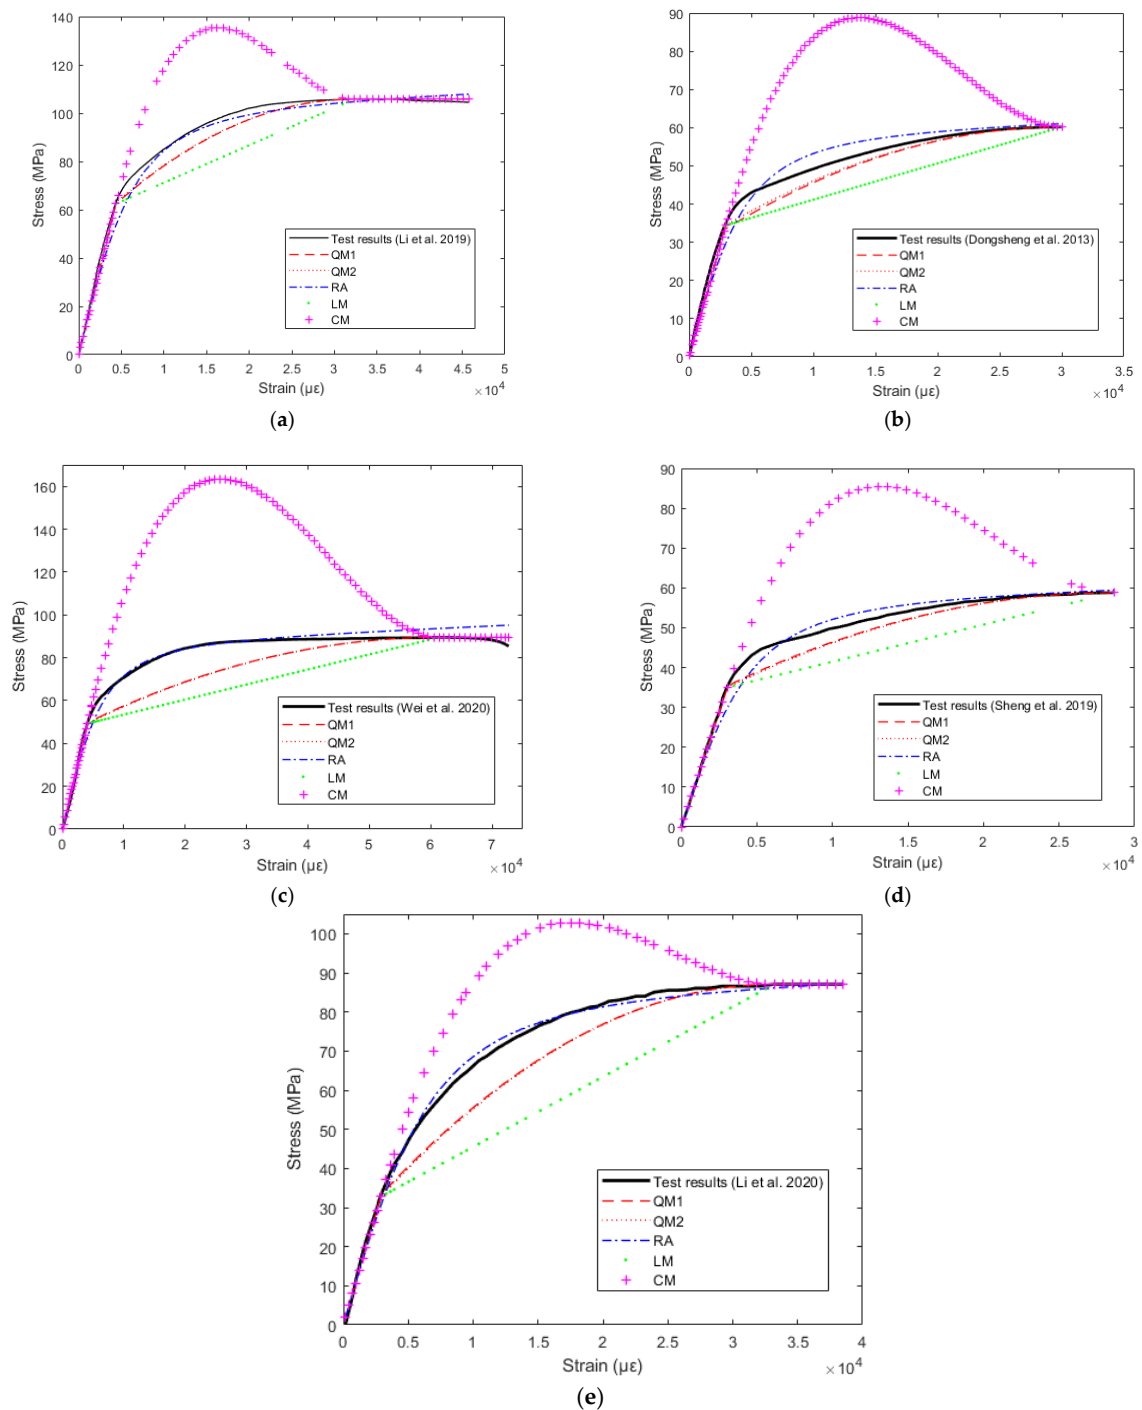 140
120
100
80
60
40
20
0
Stress (MPa)
Test results (Li et al. 2019)
QM1
QM2
RA
LM
CM
0 0.5 1 1.5 2 2.5 3 3.5 4 4.5 5
Strain (με)
×10⁴
(a)
90
80
70
60
50
40
30
20
10
0
Stress (MPa)
Test results (Dongsheng et al. 2013)
QM1
QM2
RA
LM
CM
0 0.5 1 1.5 2 2.5 3 3.5
Strain (με)
×10⁴
(b)
160
140
120
100
80
60
40
20
0
Stress (MPa)
Test results (Wei et al. 2020)
QM1
QM2
RA
LM
CM
0 1 2 3 4 5 6 7
Strain (με)
×10⁴
(c)
90
80
70
60
50
40
30
20
10
0
Stress (MPa)
Test results (Sheng et al. 2019)
QM1
QM2
RA
LM
CM
0 0.5 1 1.5 2 2.5 3
Strain (με)
×10⁴
(d)
100
90
80
70
60
50
40
30
20
10
0
Stress (MPa)
Test results (Li et al. 2020)
QM1
QM2
RA
LM
CM
0 0.5 1 1.5 2 2.5 3 3.5 4
Strain (με)
×10⁴
(e)